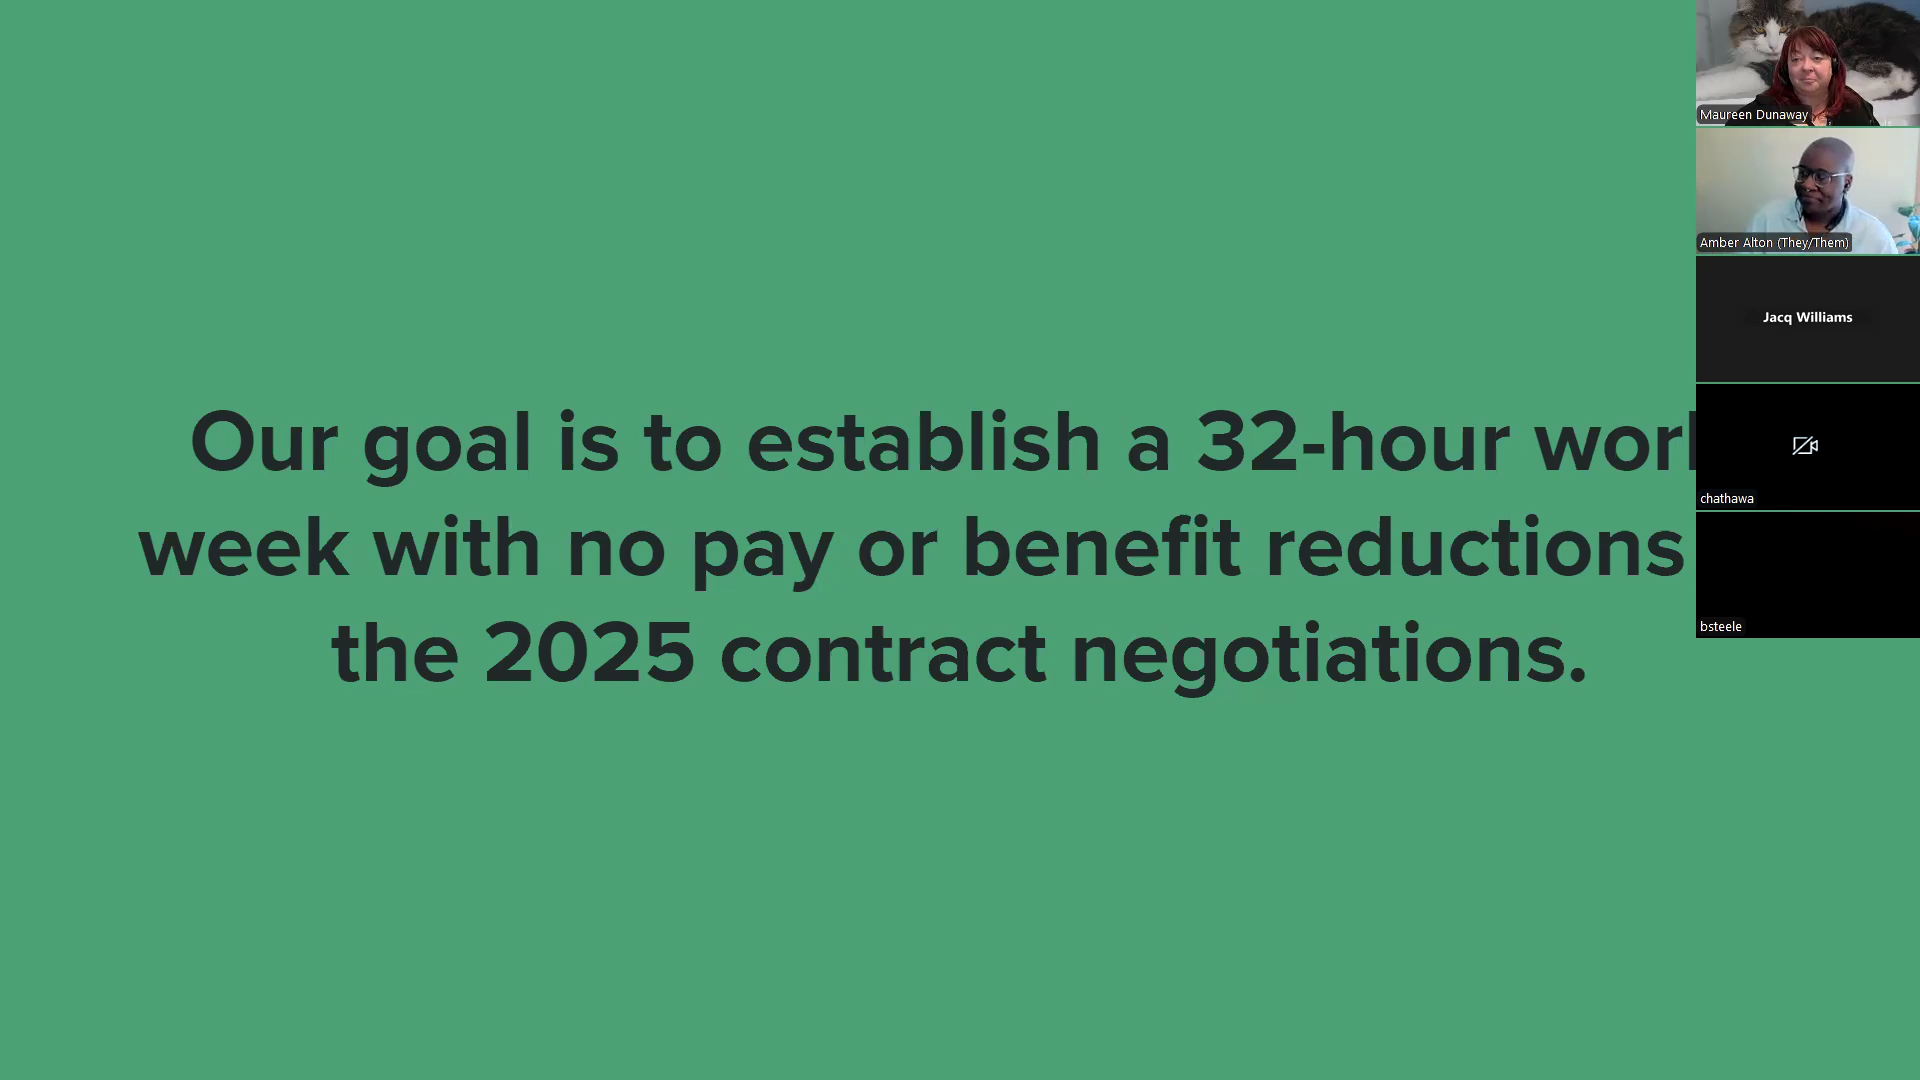 Our goal is to establish a 32-hour
week with no pay or benefit reductions
the 2025 contract negotiations.
Maureen Dunaway
Amber Alton (They/Them)
Jacq Williams
chathawa
bsteele